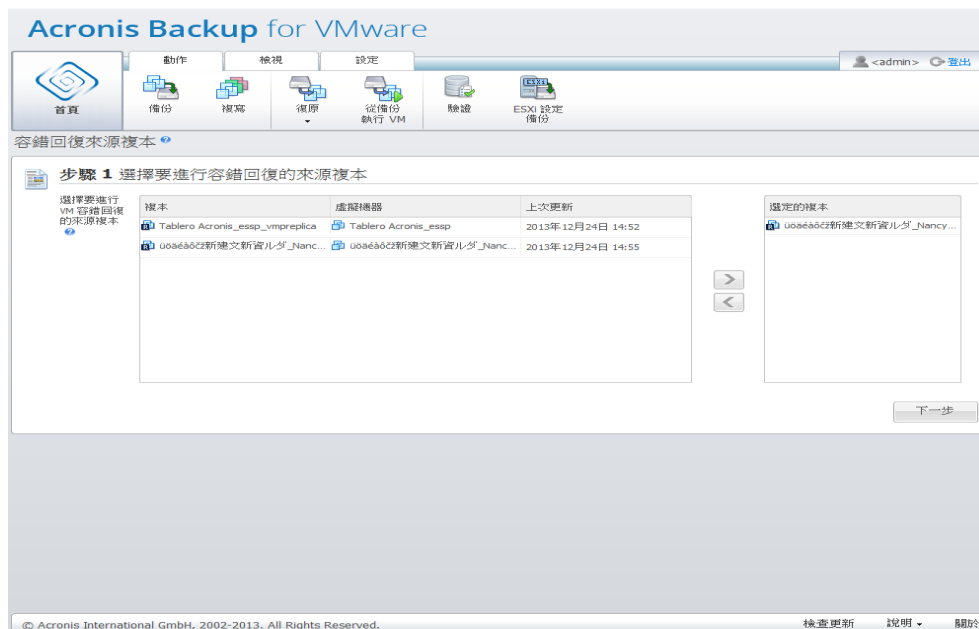 Acronis Backup for VMware
動作 檢視 設定
<admin> 登出
首頁
備份 複寫 復原 從備份 執行 VM 驗證 ESXi 設定 備份
容錯回復來源複本
步驟 1 選擇要進行容錯回復的來源複本
選擇要進行
VM 容錯回復
的來源複本
複本 虛擬機器 上次更新
Tablero Acronis_essp_vmpreplica Tablero Acronis_essp 2013年12月24日 14:52
üöäéàôčž新建文新資ルダ_Nanc... üöäéàôčž新建文新資ルダ_Nanc... 2013年12月24日 14:55
選定的複本
üöäéàôčž新建文新資ルダ_Nancy...
下一步
© Acronis International GmbH, 2002-2013. All Rights Reserved.
檢查更新 說明 關於